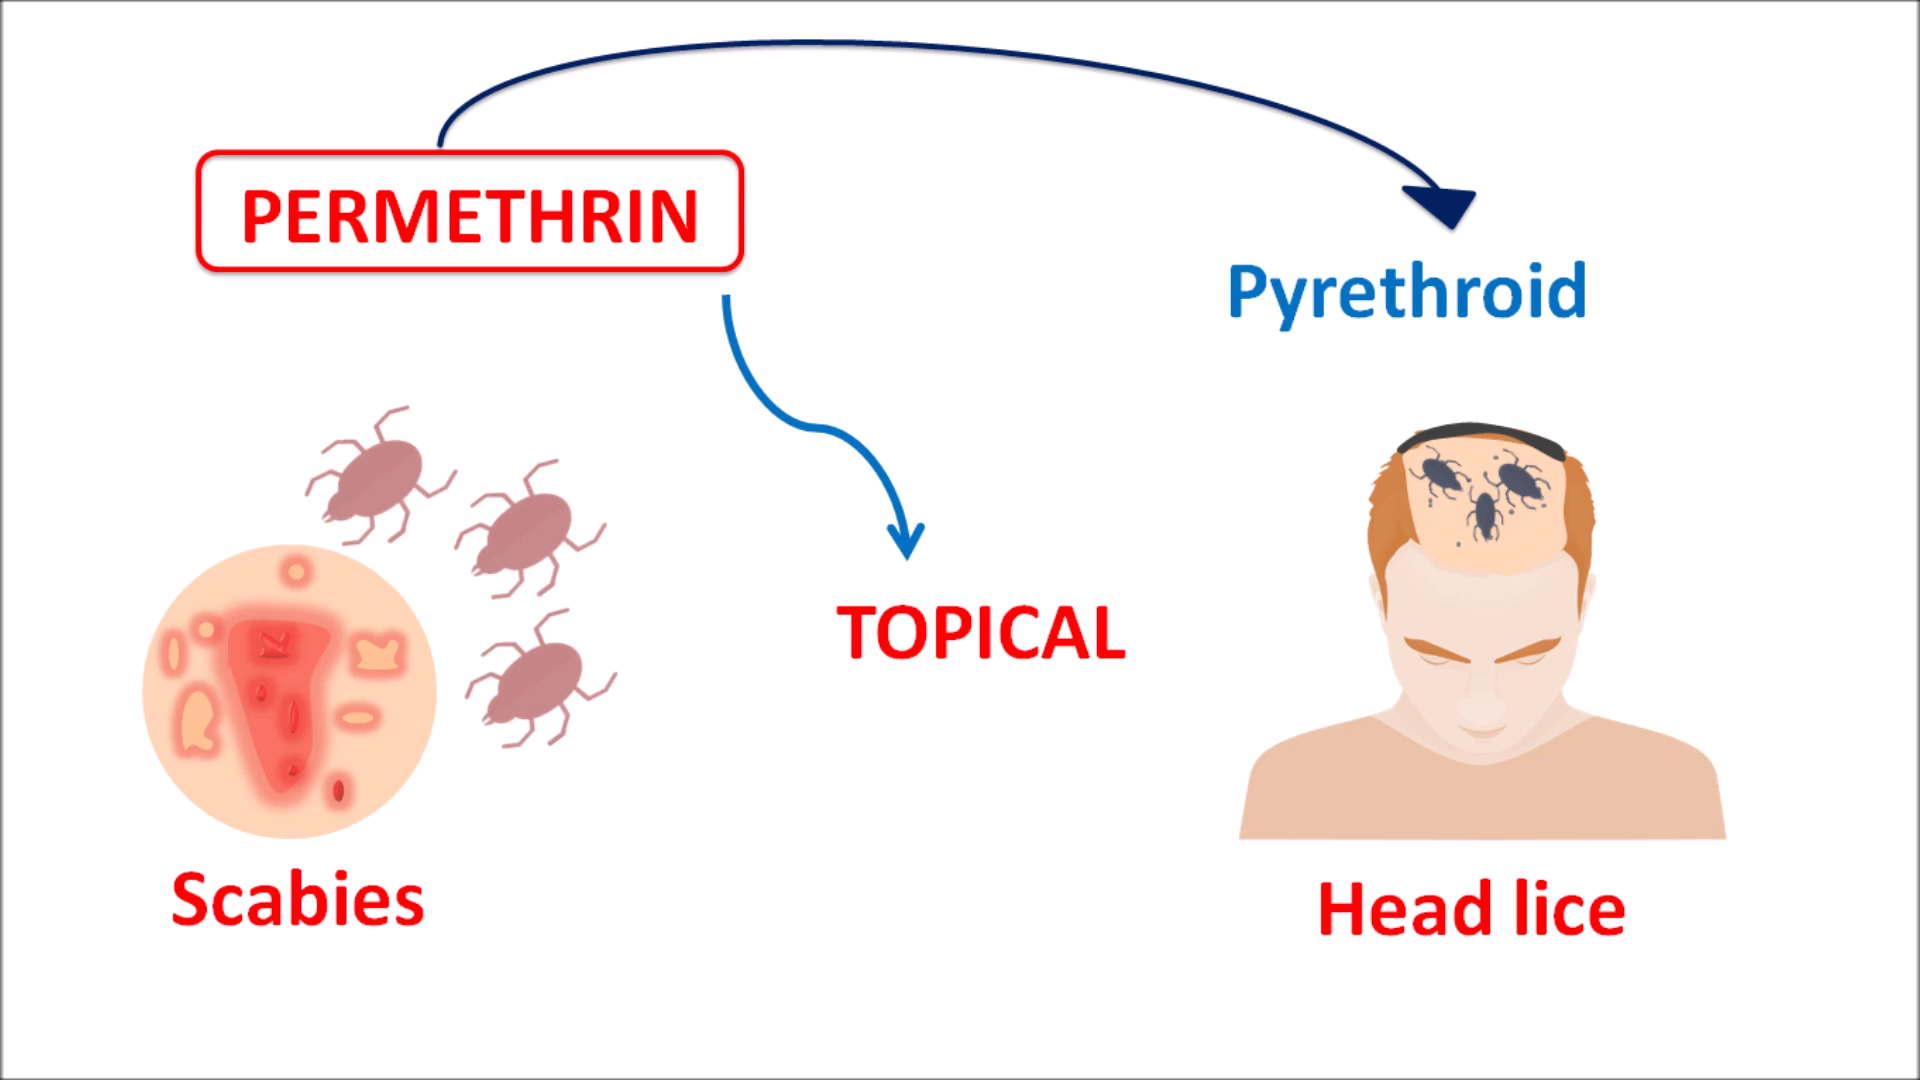 PERMETHRIN
Pyrethroid
TOPICAL
Scabies
Head lice